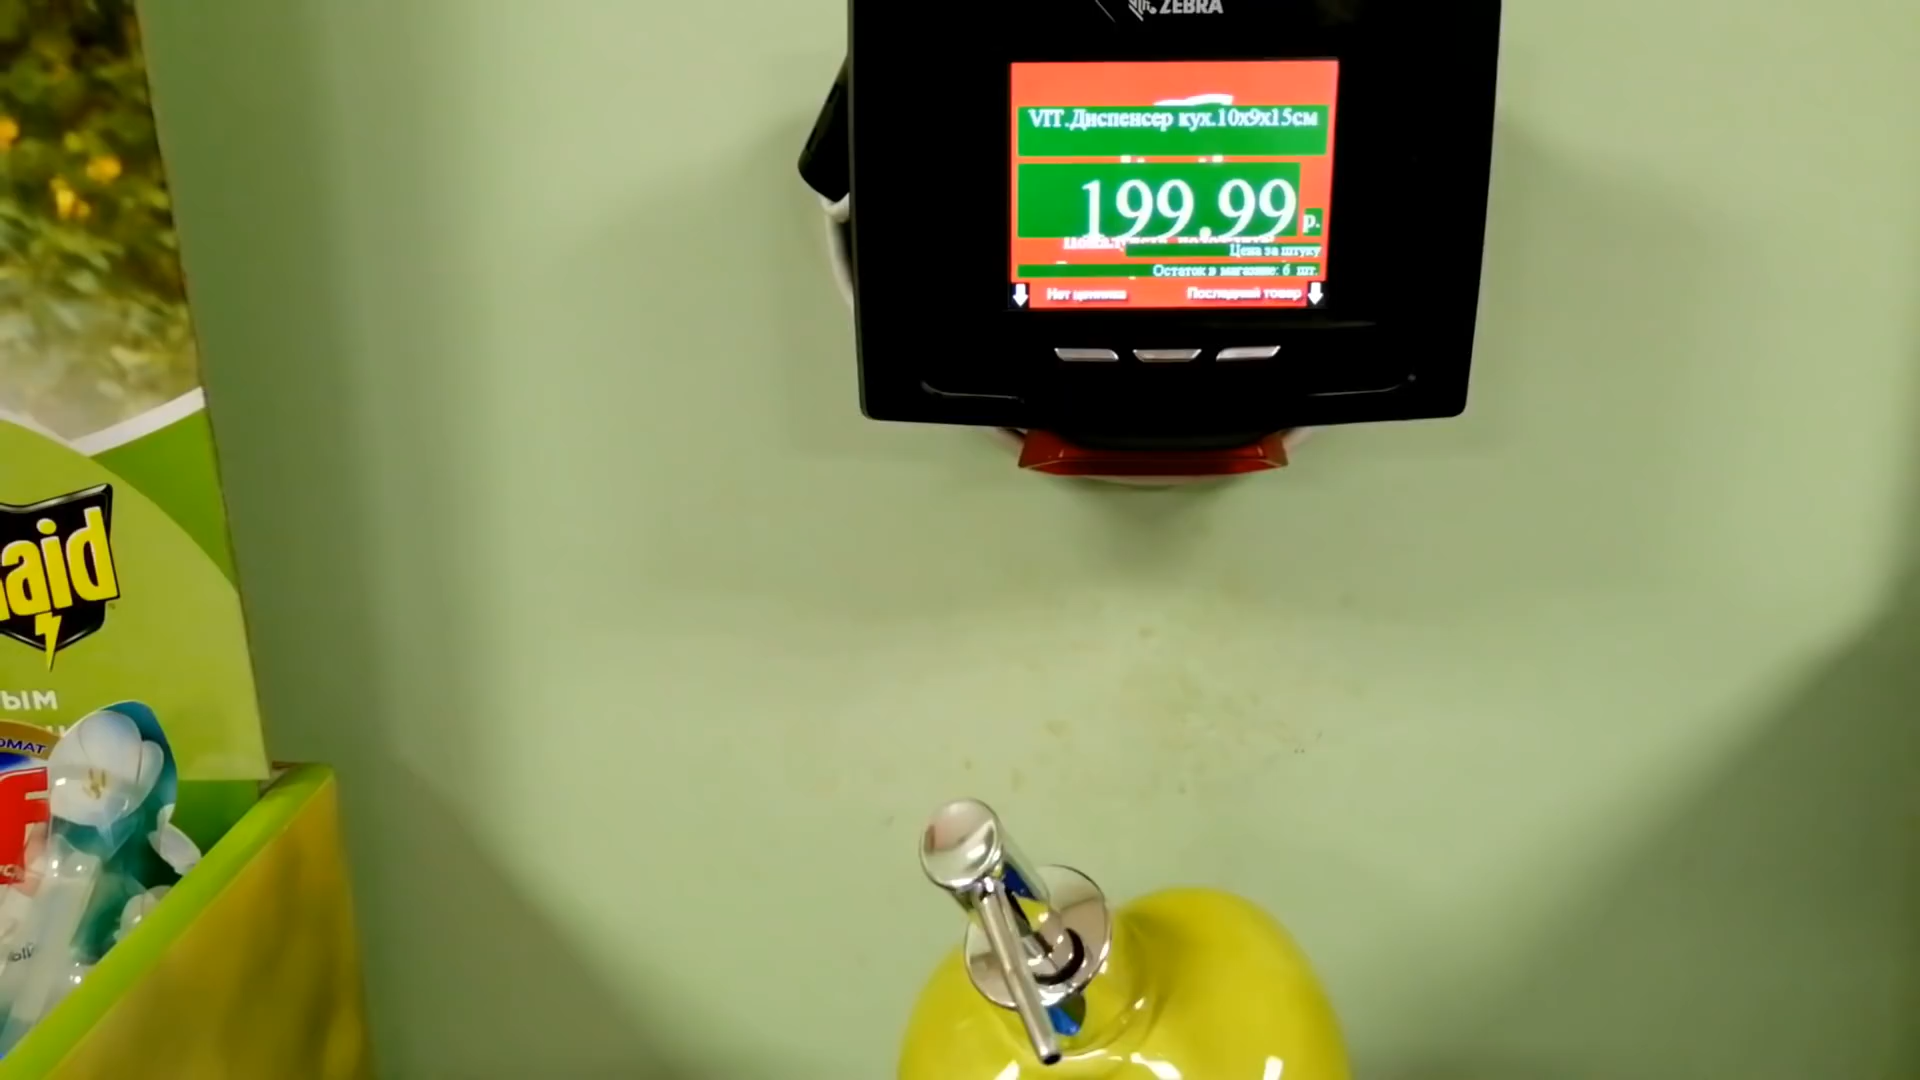 ZEBRA
VIT.Диспенсер кух.10х9х15см
199.99 р.
Цена за штуку
Остаток в магазине: 6 шт.
Нет ценника
Последний товар
aid
ЫМ
ОМАТ